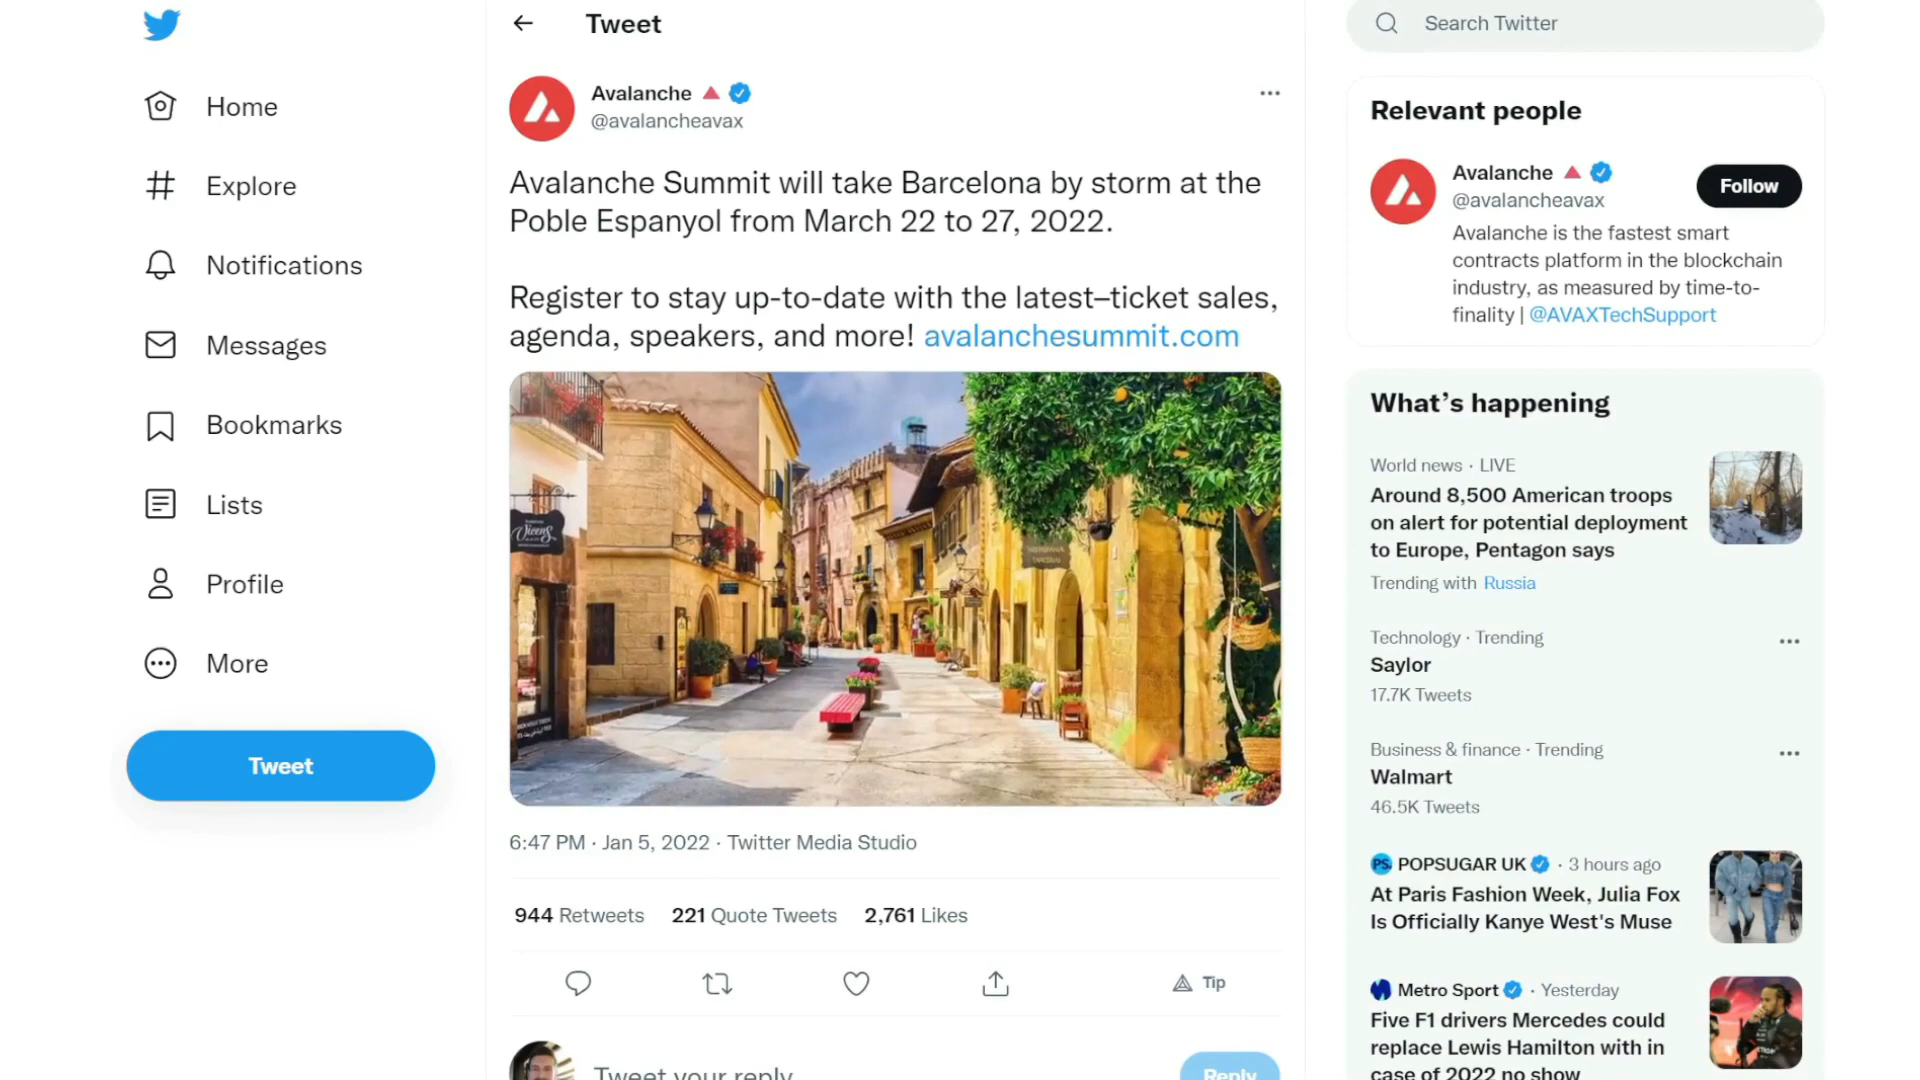 Home
Explore
Notifications
Messages
Bookmarks
Lists
Profile
More
Tweet
Tweet
Avalanche
@avalancheavax
Avalanche Summit will take Barcelona by storm at the
Poble Espanyol from March 22 to 27, 2022.
Register to stay up-to-date with the latest–ticket sales,
agenda, speakers, and more! avalanchesummit.com
Vicens
6:47 PM · Jan 5, 2022 · Twitter Media Studio
944 Retweets 221 Quote Tweets 2,761 Likes
Tip
Tweet your reply
Reply
Search Twitter
Relevant people
Avalanche
@avalancheavax
Follow
Avalanche is the fastest smart
contracts platform in the blockchain
industry, as measured by time-to-
finality | @AVAXTechSupport
What’s happening
World news · LIVE
Around 8,500 American troops
on alert for potential deployment
to Europe, Pentagon says
Trending with Russia
Technology · Trending
Saylor
17.7K Tweets
Business & finance · Trending
Walmart
46.5K Tweets
PS.
POPSUGAR UK · 3 hours ago
At Paris Fashion Week, Julia Fox
Is Officially Kanye West's Muse
Metro Sport · Yesterday
Five F1 drivers Mercedes could
replace Lewis Hamilton with in
case of 2022 no show